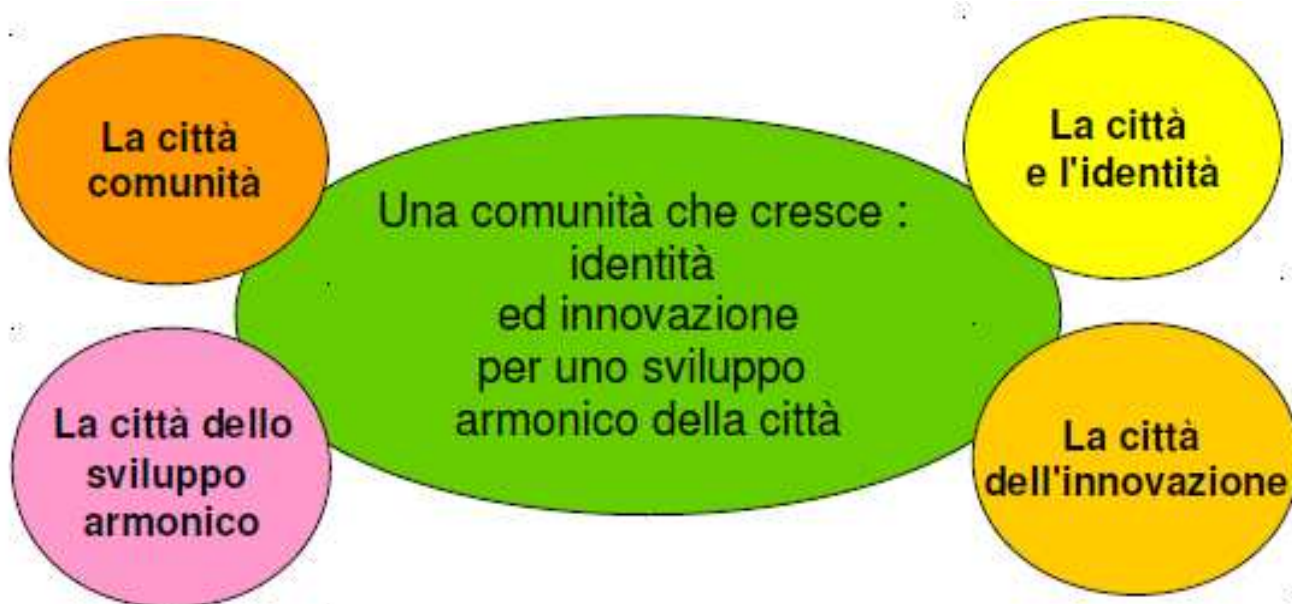 La città
comunità
La città
e l'identità
Una comunità che cresce :
identità
ed innovazione
per uno sviluppo
armonico della città
La città dello
sviluppo
armonico
La città
dell'innovazione